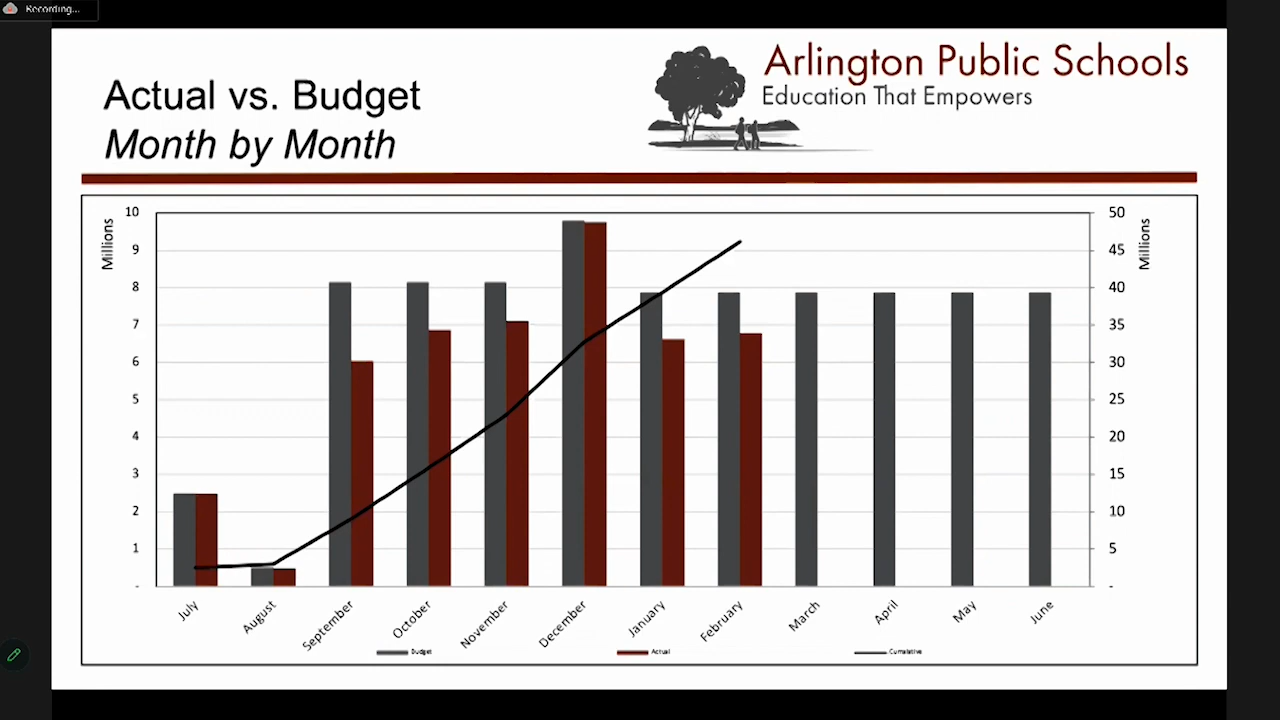 Recording...
Arlington Public Schools
Education That Empowers
Actual vs. Budget
Month by Month
Millions
Millions
10
9
8
7
6
5
4
3
2
1
-
50
45
40
35
30
25
20
15
10
5
-
July
August
September
October
November
December
January
February
March
April
May
June
Budget
Actual
Cumulative